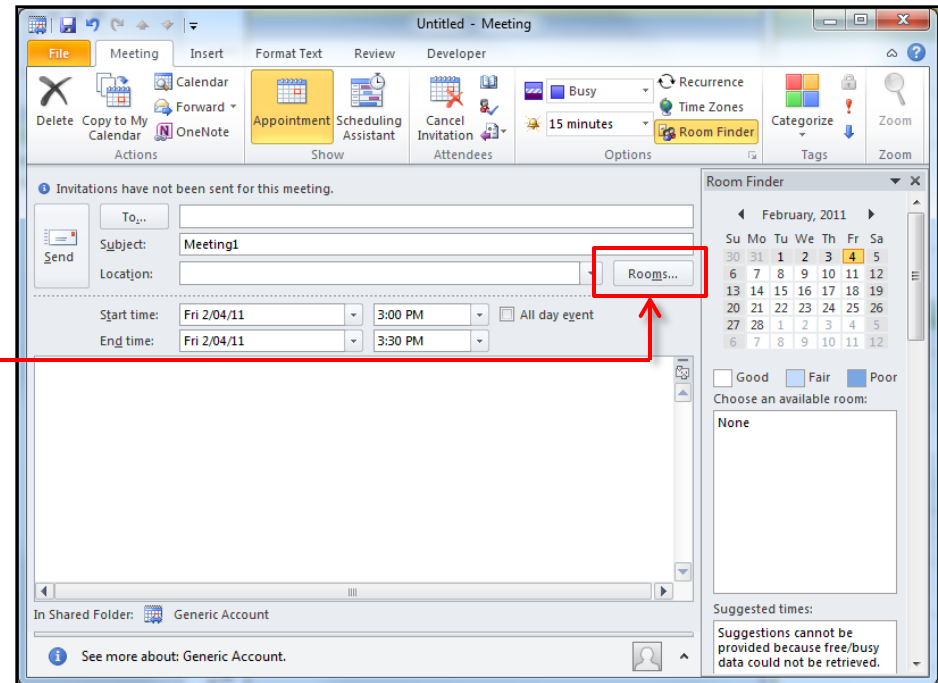 Untitled - Meeting
File Meeting Insert Format Text Review Developer
Delete Copy to My Calendar Calendar Forward OneNote Appointment Scheduling Assistant Cancel Invitation Busy 15 minutes Recurrence Time Zones Room Finder Categorize Zoom
Actions Show Attendees Options Tags Zoom
Invitations have not been sent for this meeting.
Send
To...
Subject: Meeting1
Location: Rooms...
Start time: Fri 2/04/11 3:00 PM All day event
End time: Fri 2/04/11 3:30 PM
In Shared Folder: Generic Account
See more about: Generic Account.
Room Finder
February, 2011
Su Mo Tu We Th Fr Sa
30 31 1 2 3 4 5
6 7 8 9 10 11 12
13 14 15 16 17 18 19
20 21 22 23 24 25 26
27 28 1 2 3 4 5
6 7 8 9 10 11 12
Good Fair Poor
Choose an available room:
None
Suggested times:
Suggestions cannot be
provided because free/busy
data could not be retrieved.